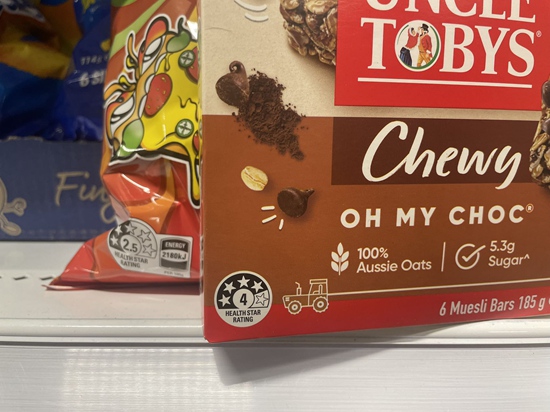 UNCLE
TOBYS®
Chewy
OH MY CHOC®
100%
Aussie Oats
5.3g
Sugar^
4
HEALTH STAR
RATING
6 Muesli Bars 185 g
2.5
HEALTH STAR
RATING
ENERGY
2180kJ
114g